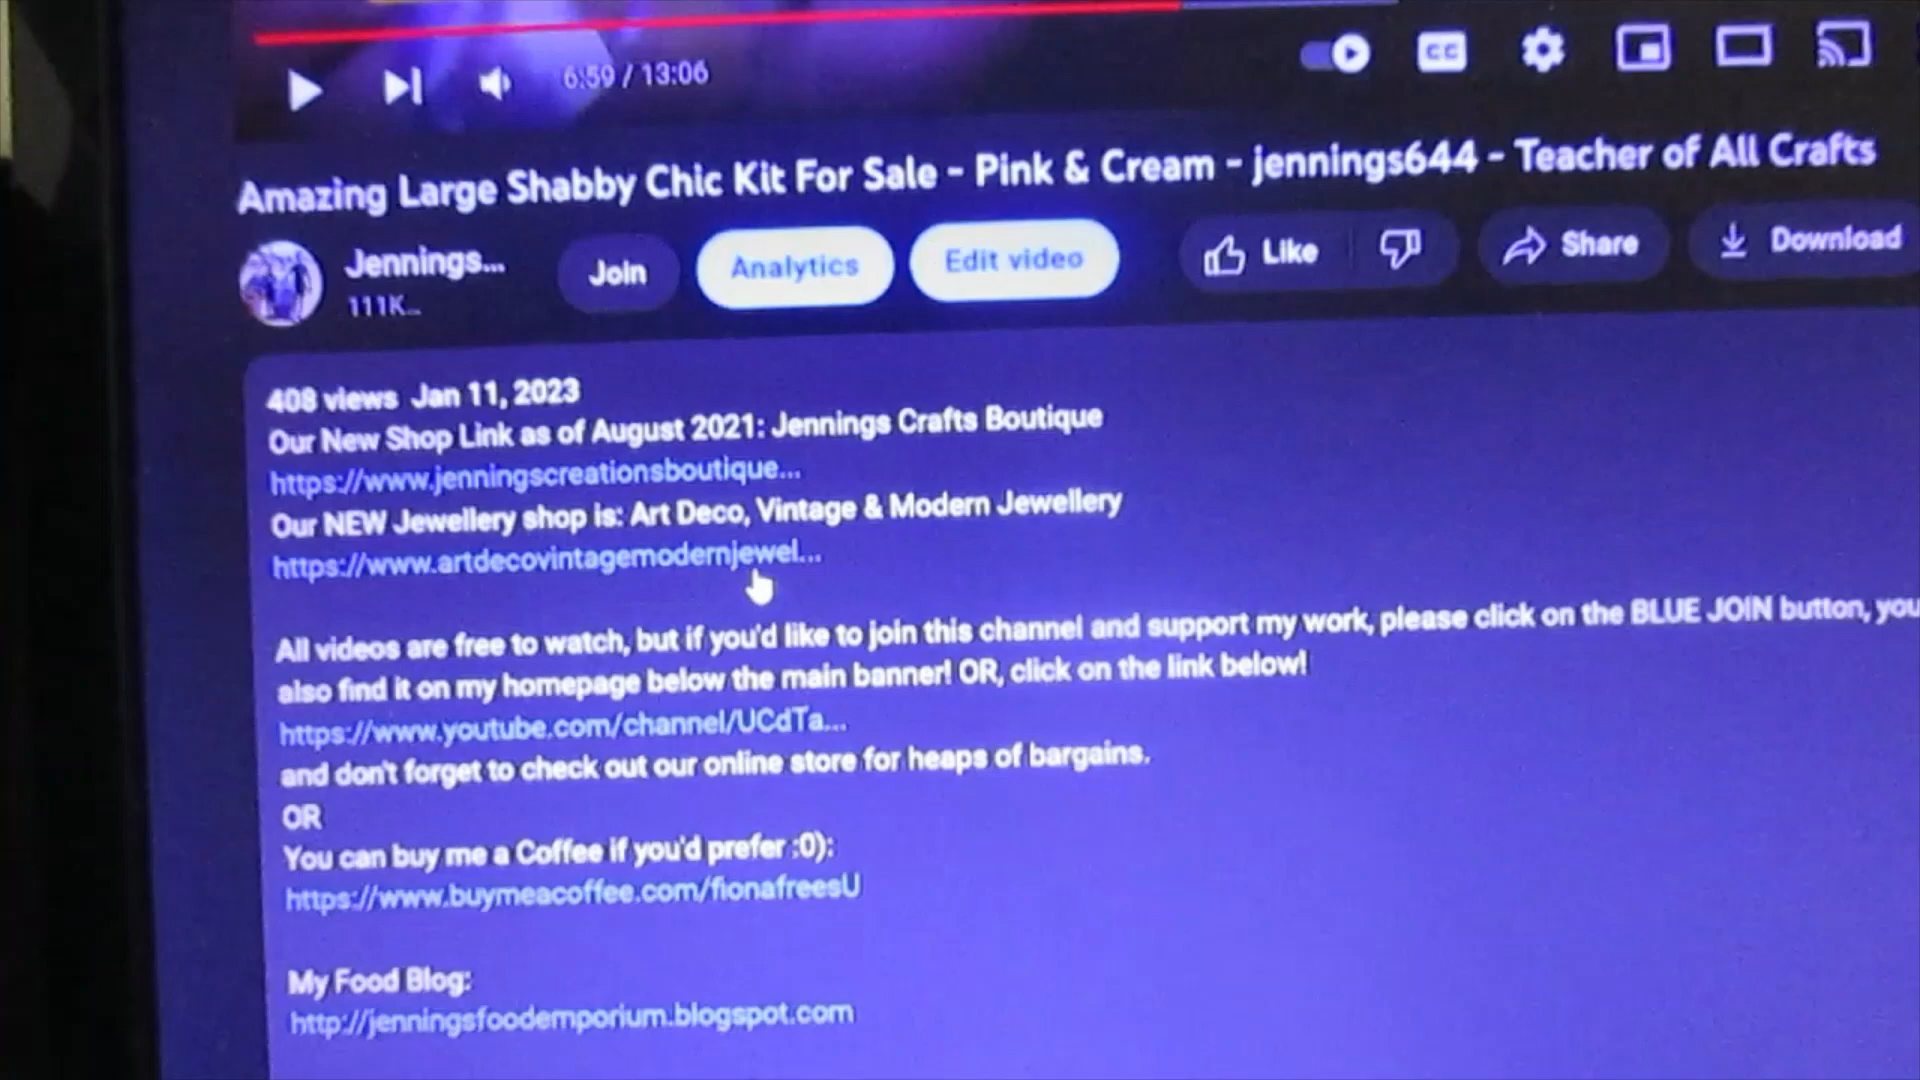 6:59 / 13:06
CC
Amazing Large Shabby Chic Kit For Sale - Pink & Cream - jennings644 - Teacher of All Crafts
Jennings...
111K...
Join
Analytics
Edit video
Like
Share
Download
408 views Jan 11, 2023
Our New Shop Link as of August 2021: Jennings Crafts Boutique
https://www.jenningscreationsboutique...
Our NEW Jewellery shop is: Art Deco, Vintage & Modern Jewellery
https://www.artdecovintagemodernjewel...
All videos are free to watch, but if you'd like to join this channel and support my work, please click on the BLUE JOIN button, you
also find it on my homepage below the main banner! OR, click on the link below!
https://www.youtube.com/channel/UCdTa...
and don't forget to check out our online store for heaps of bargains.
OR
You can buy me a Coffee if you'd prefer :0):
https://www.buymeacoffee.com/fionafreesU
My Food Blog:
http://jenningsfoodemporium.blogspot.com